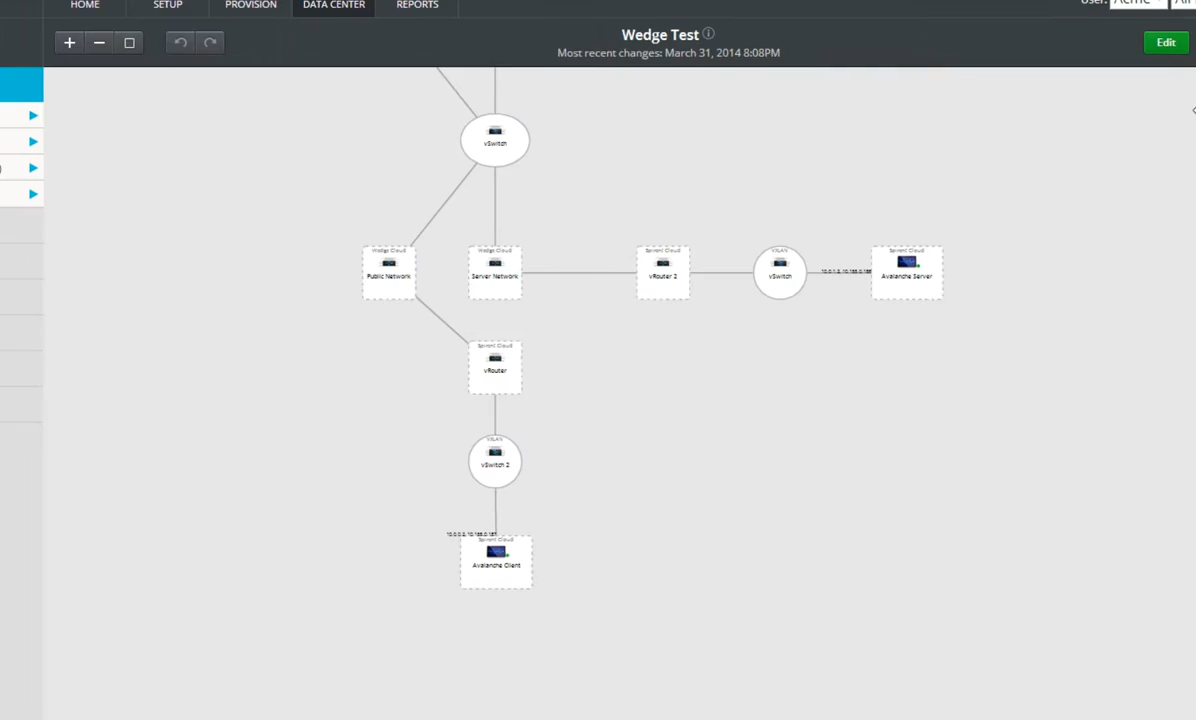 HOME SETUP PROVISION DATA CENTER REPORTS
Wedge Test
Most recent changes: March 31, 2014 8:08PM
Edit
vSwitch
Wedge Cloud
Public Network
Wedge Cloud
Server Network
Spirent Cloud
vRouter 2
VXLAN
vSwitch
Spirent Cloud
Avalanche Server
Spirent Cloud
vRouter
VXLAN
vSwitch 2
Spirent Cloud
Avalanche Client